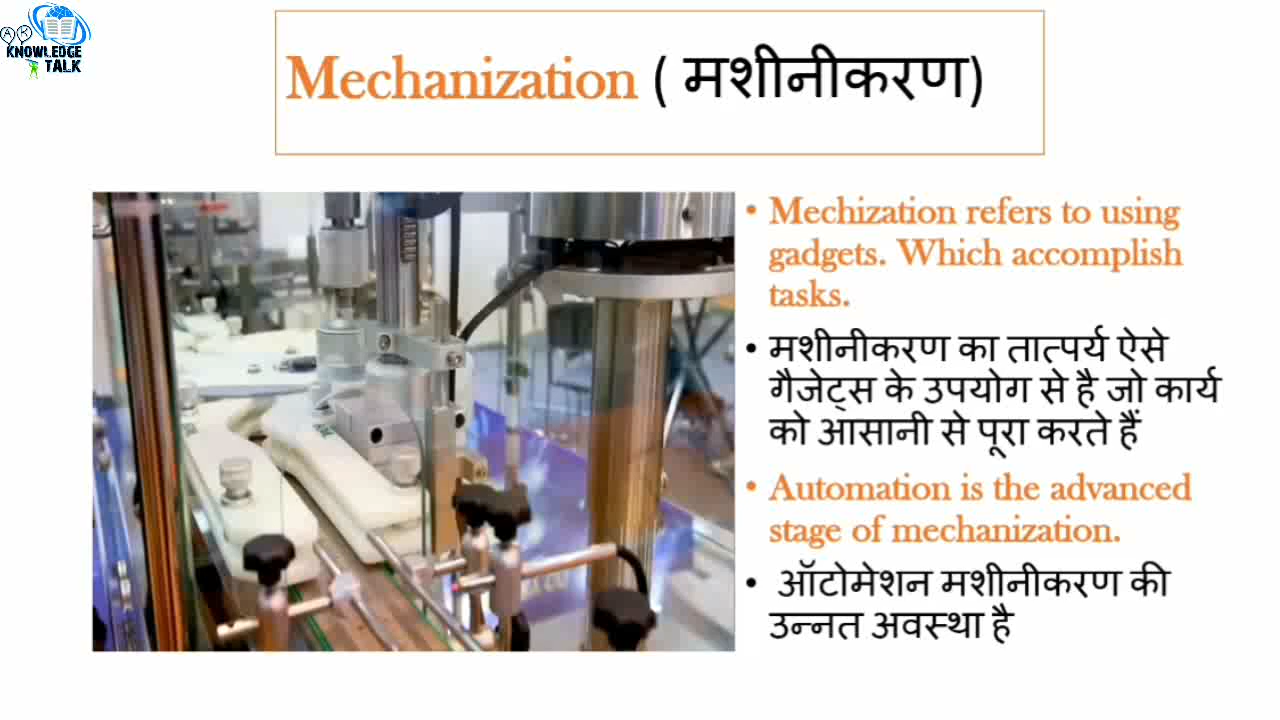 AK
KNOWLEDGE
TALK
Mechanization ( मशीनीकरण)
• Mechization refers to using
gadgets. Which accomplish
tasks.
• मशीनीकरण का तात्पर्य ऐसे
गैजेट्स के उपयोग से है जो कार्य
को आसानी से पूरा करते हैं
• Automation is the advanced
stage of mechanization.
• ऑटोमेशन मशीनीकरण की
उन्नत अवस्था है